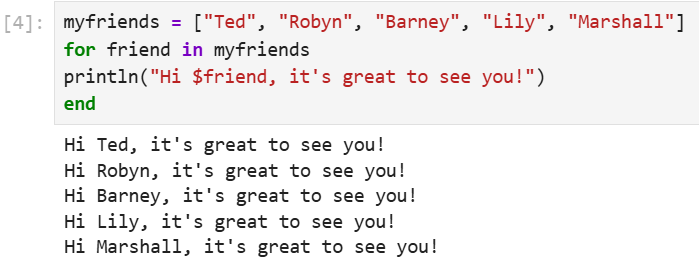 [4]: myfriends = ["Ted", "Robyn", "Barney", "Lily", "Marshall"]
for friend in myfriends
println("Hi $friend, it's great to see you!")
end
Hi Ted, it's great to see you!
Hi Robyn, it's great to see you!
Hi Barney, it's great to see you!
Hi Lily, it's great to see you!
Hi Marshall, it's great to see you!